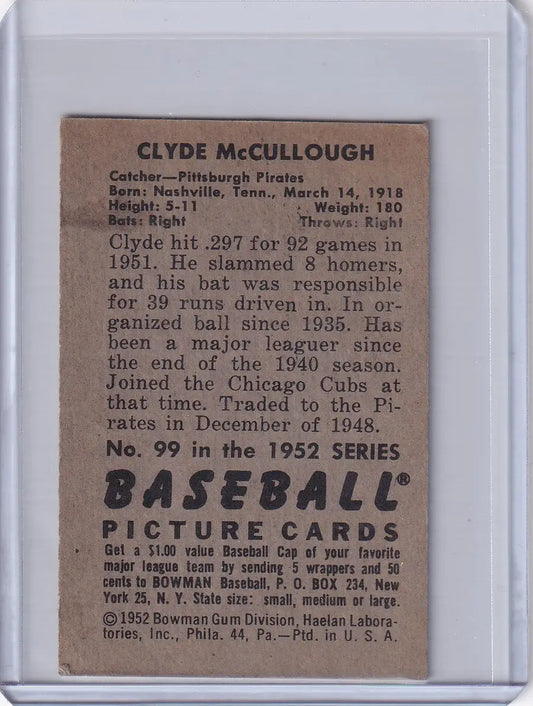 CLYDE McCULLOUGH
Catcher—Pittsburgh Pirates
Born: Nashville, Tenn., March 14, 1918
Height: 5-11 Weight: 180
Bats: Right Throws: Right
Clyde hit .297 for 92 games in
1951. He slammed 8 homers,
and his bat was responsible
for 39 runs driven in. In or-
ganized ball since 1935. Has
been a major leaguer since
the end of the 1940 season.
Joined the Chicago Cubs at
that time. Traded to the Pi-
rates in December of 1948.
No. 99 in the 1952 SERIES
BASEBALL®
PICTURE CARDS
Get a $1.00 value Baseball Cap of your favorite
major league team by sending 5 wrappers and 50
cents to BOWMAN Baseball, P. O. BOX 234, New
York 25, N. Y. State size: small, medium or large.
©1952 Bowman Gum Division, Haelan Labora-
tories, Inc., Phila. 44, Pa.—Ptd. in U. S. A.